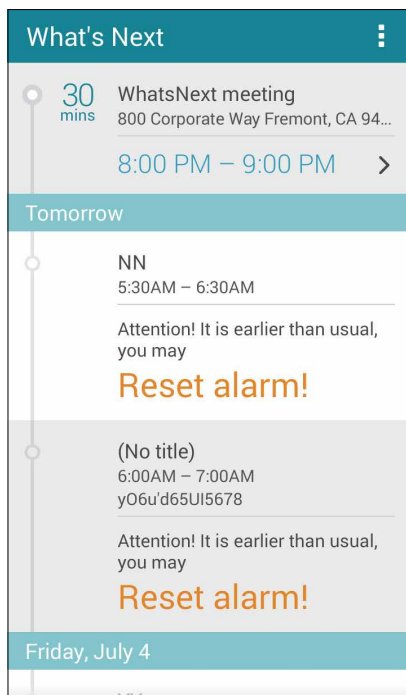 What's Next
30
mins
WhatsNext meeting
800 Corporate Way Fremont, CA 94...
8:00 PM – 9:00 PM
Tomorrow
NN
5:30AM – 6:30AM
Attention! It is earlier than usual,
you may
Reset alarm!
(No title)
6:00AM – 7:00AM
yO6u'd65UI5678
Attention! It is earlier than usual,
you may
Reset alarm!
Friday, July 4